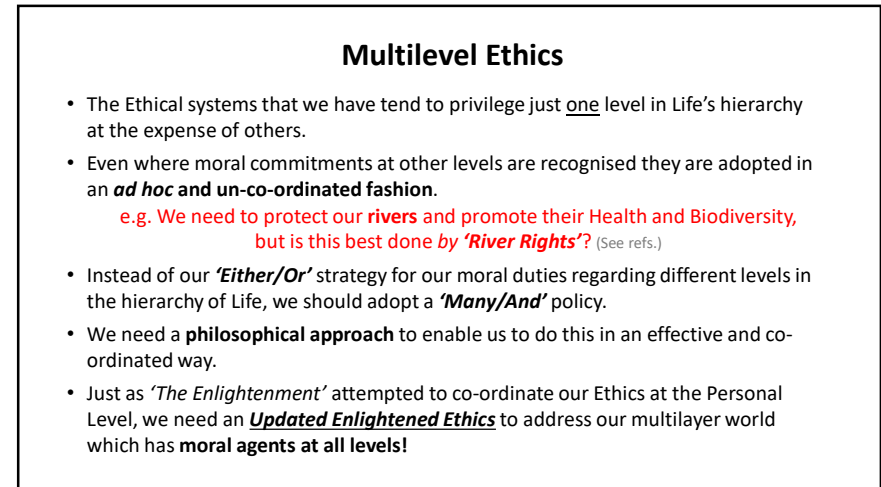 Multilevel Ethics
• The Ethical systems that we have tend to privilege just one level in Life's hierarchy
at the expense of others.
• Even where moral commitments at other levels are recognised they are adopted in
an ad hoc and un-co-ordinated fashion.
e.g. We need to protect our rivers and promote their Health and Biodiversity,
but is this best done by 'River Rights'? (See refs.)
• Instead of our 'Either/Or' strategy for our moral duties regarding different levels in
the hierarchy of Life, we should adopt a 'Many/And' policy.
• We need a philosophical approach to enable us to do this in an effective and co-
ordinated way.
• Just as 'The Enlightenment' attempted to co-ordinate our Ethics at the Personal
Level, we need an Updated Enlightened Ethics to address our multilayer world
which has moral agents at all levels!